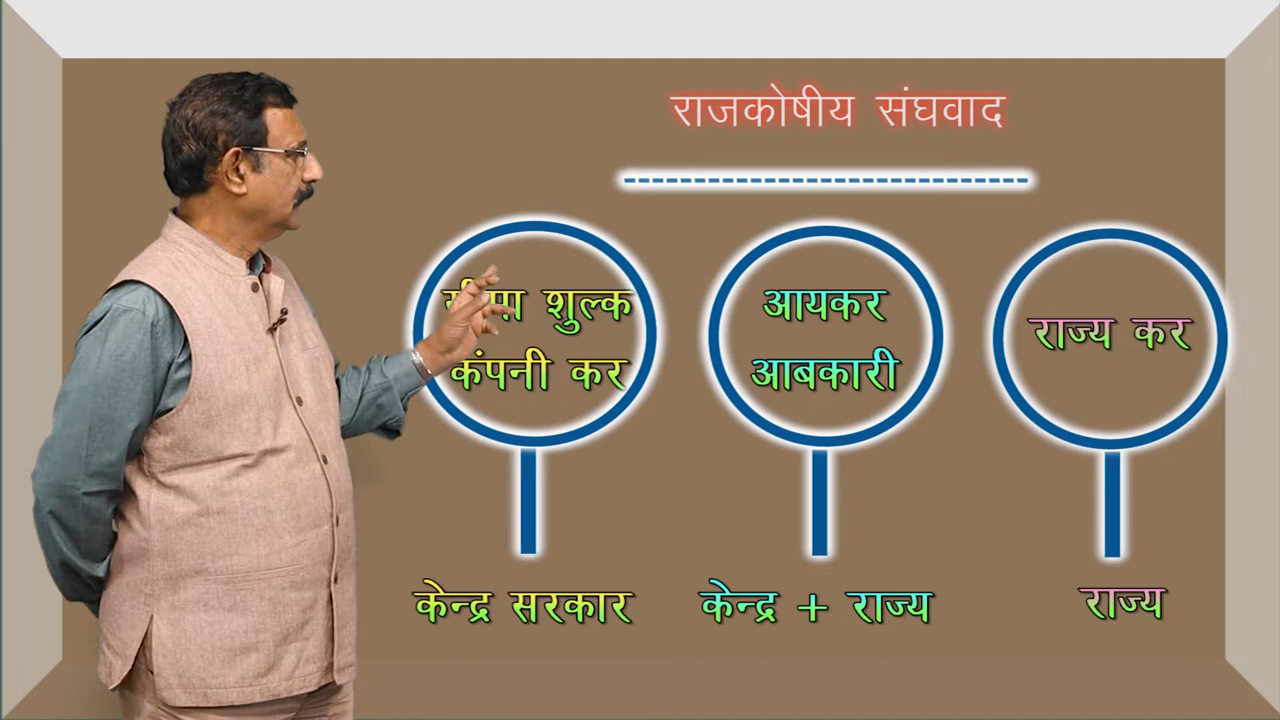 राजकोषीय संघवाद
शुल्क
कंपनी कर
आयकर
आबकारी
राज्य कर
केन्द्र सरकार
केन्द्र + राज्य
राज्य